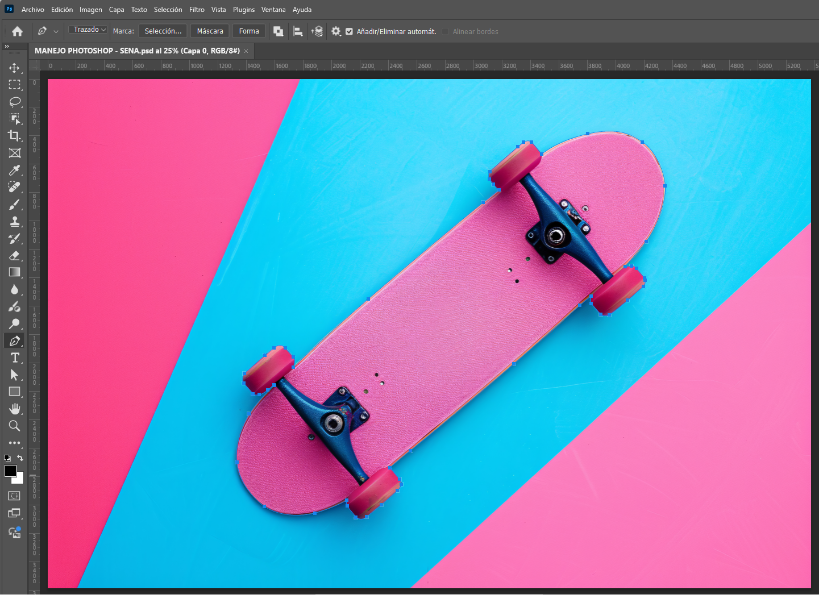 Ps Archivo Edición Imagen Capa Texto Selección Filtro Vista Plugins Ventana Ayuda
Trazado Marca: Selección... Máscara Forma Añadir/Eliminar automát. Alinear bordes
MANEJO PHOTOSHOP - SENA.psd al 25% (Capa 0, RGB/8#) ×
0 200 400 600 800 1000 1200 1400 1600 1800 2000 2200 2400 2600 2800 3000 3200 3400 3600 3800 4000 4200 4400 4600 4800 5000 5200